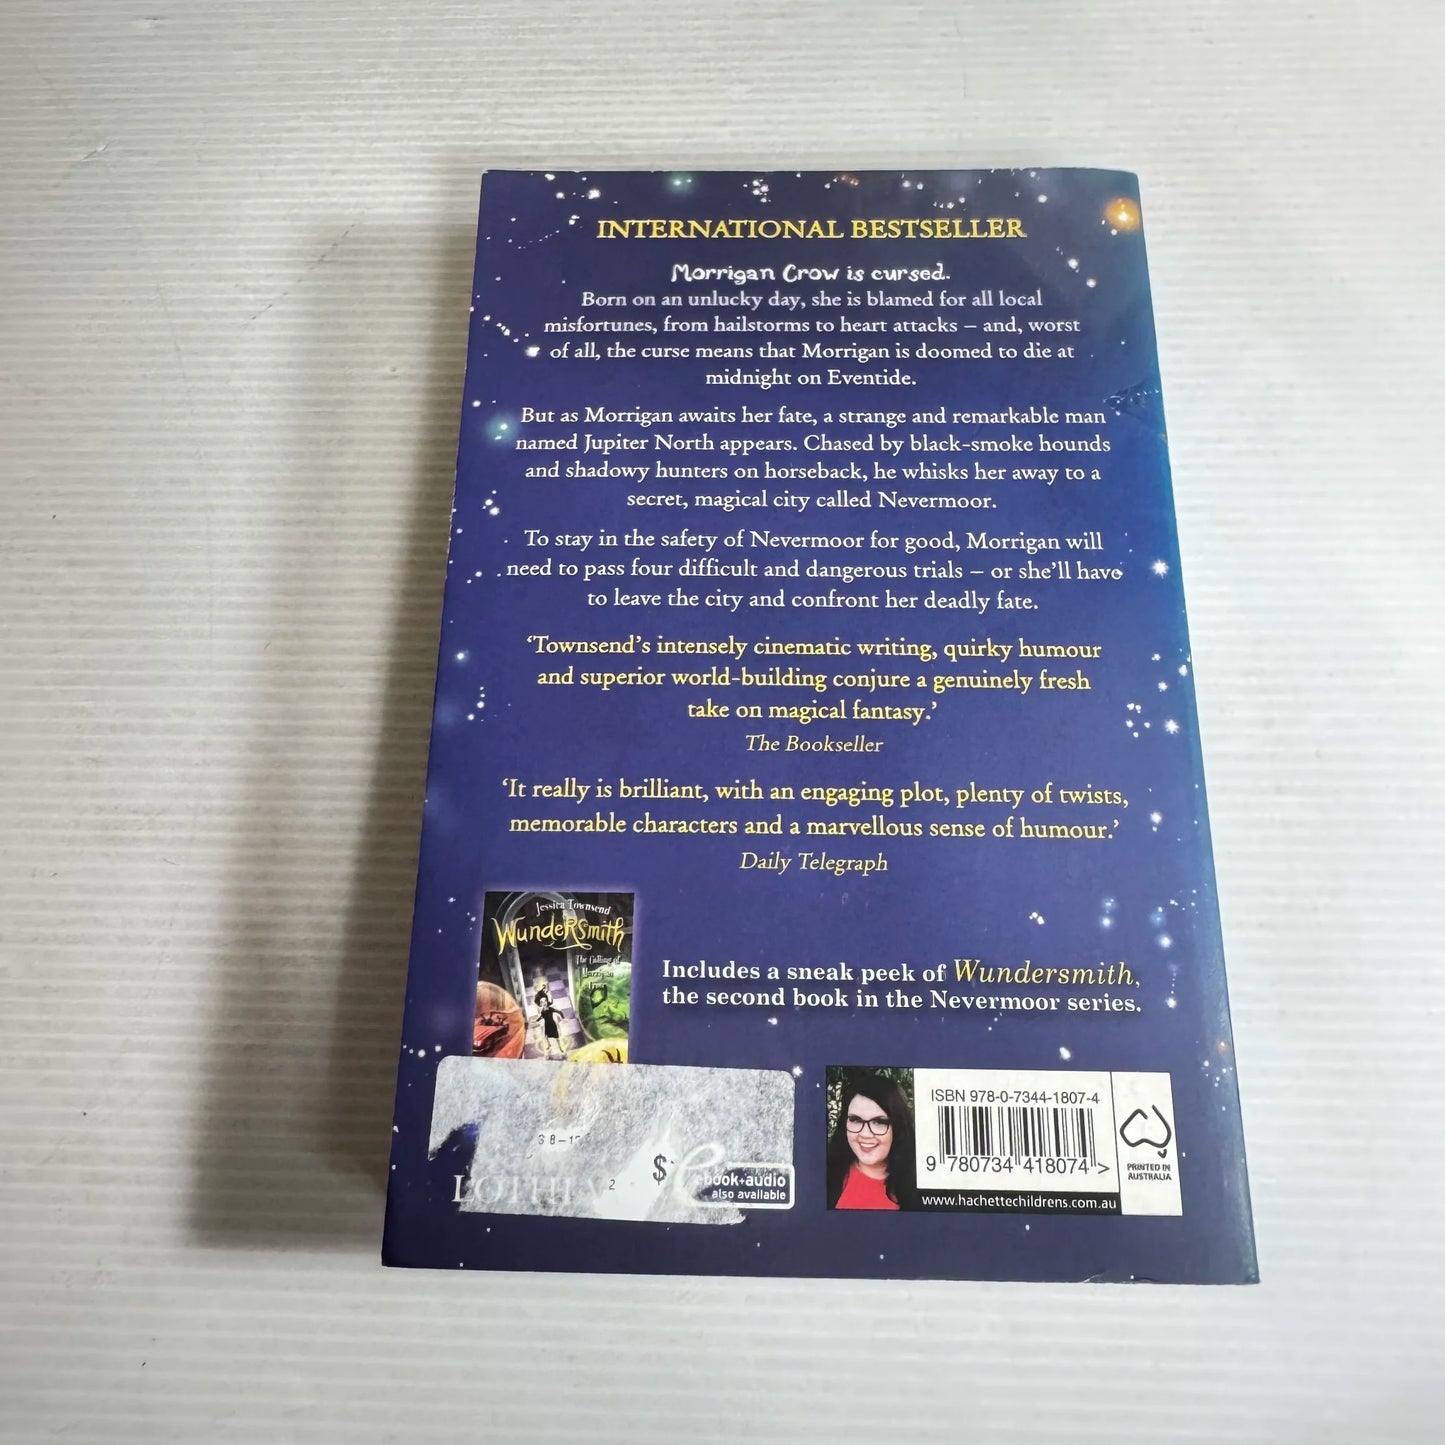 INTERNATIONAL BESTSELLER
Morrigan Crow is cursed.
Born on an unlucky day, she is blamed for all local
misfortunes, from hailstorms to heart attacks – and, worst
of all, the curse means that Morrigan is doomed to die at
midnight on Eventide.
But as Morrigan awaits her fate, a strange and remarkable man
named Jupiter North appears. Chased by black-smoke hounds
and shadowy hunters on horseback, he whisks her away to a
secret, magical city called Nevermoor.
To stay in the safety of Nevermoor for good, Morrigan will
need to pass four difficult and dangerous trials – or she'll have
to leave the city and confront her deadly fate.
‘Townsend's intensely cinematic writing, quirky humour
and superior world-building conjure a genuinely fresh
take on magical fantasy.’
The Bookseller
‘It really is brilliant, with an engaging plot, plenty of twists,
memorable characters and a marvellous sense of humour.’
Daily Telegraph
Jessica Townsend
Wundersmith
The Calling of
Morrigan
Crow
Includes a sneak peek of Wundersmith,
the second book in the Nevermoor series.
$
2
ebook+audio
also available
ISBN 978-0-7344-1807-4
9 780734 418074 >
www.hachettechildrens.com.au
PRINTED IN
AUSTRALIA